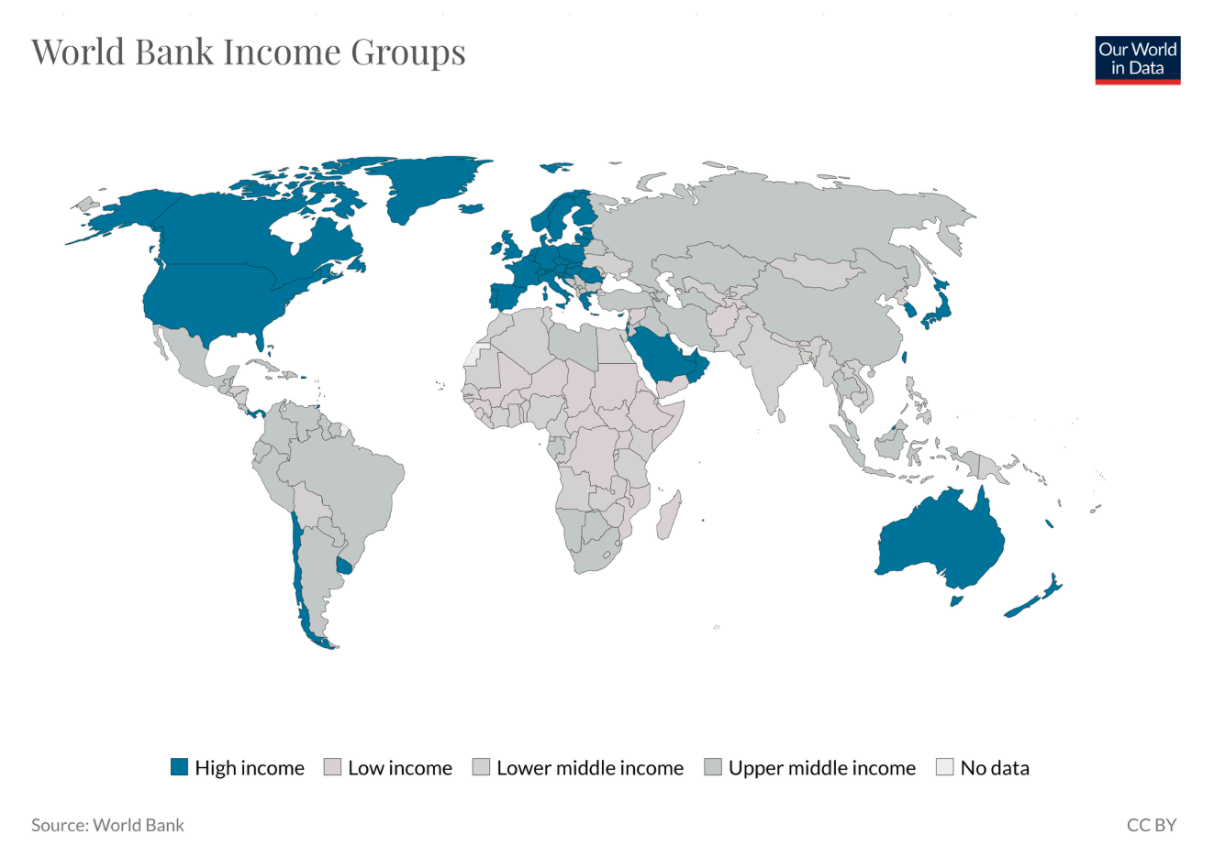 World Bank Income Groups
Our World
in Data
High income
Low income
Lower middle income
Upper middle income
No data
Source: World Bank
CC BY